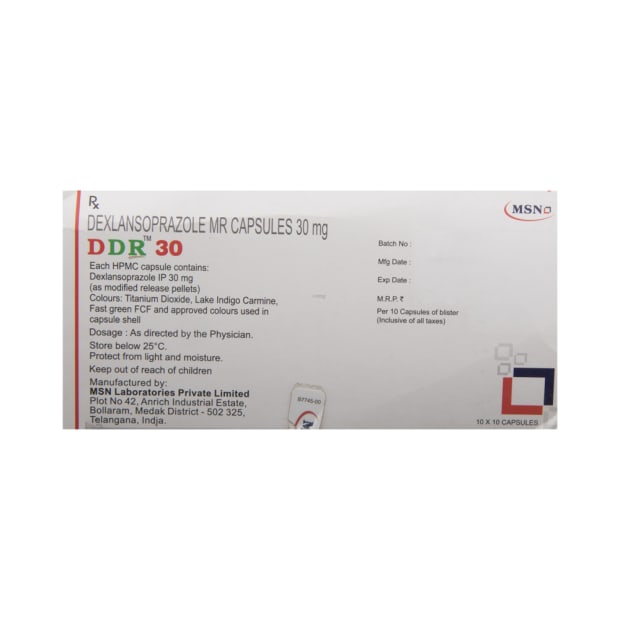 Rx
DEXLANSOPRAZOLE MR CAPSULES 30 mg
DDR™ 30
Each HPMC capsule contains:
Dexlansoprazole IP 30 mg
(as modified release pellets)
Colours: Titanium Dioxide, Lake Indigo Carmine,
Fast green FCF and approved colours used in
capsule shell
Dosage : As directed by the Physician.
Store below 25°C.
Protect from light and moisture.
Keep out of reach of children
Manufactured by:
MSN Laboratories Private Limited
Plot No 42, Anrich Industrial Estate,
Bollaram, Medak District - 502 325,
Telangana, India.
MSN
Batch No :
Mfg Date :
Exp Date :
M.R.P. ₹
Per 10 Capsules of blister
(Inclusive of all taxes)
10 X 10 CAPSULES